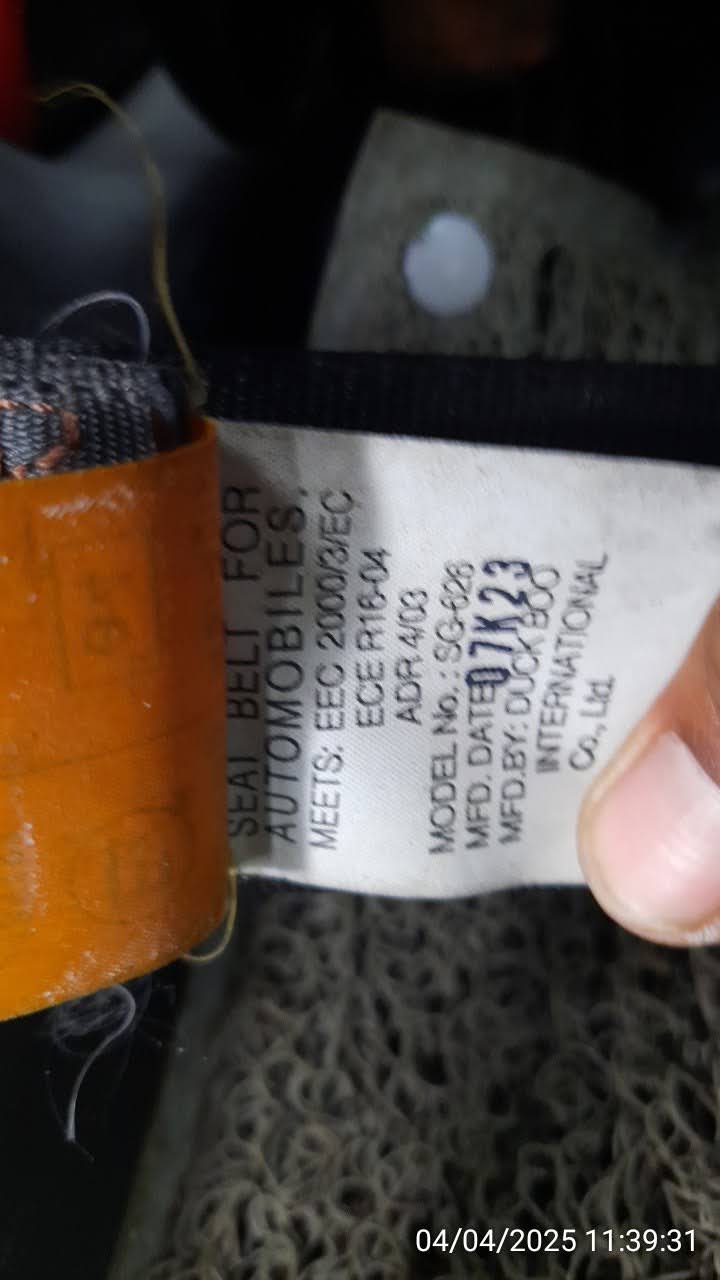 SEAT BELT FOR
AUTOMOBILES.
MEETS: EEC 2000/3/EC
ECE R16-04
ADR 4/03
MODEL No.: SG-626
MFD. DATE 07K23
MFD.BY: DUCK BOO
INTERNATIONAL
Co., Ltd.
04/04/2025 11:39:31